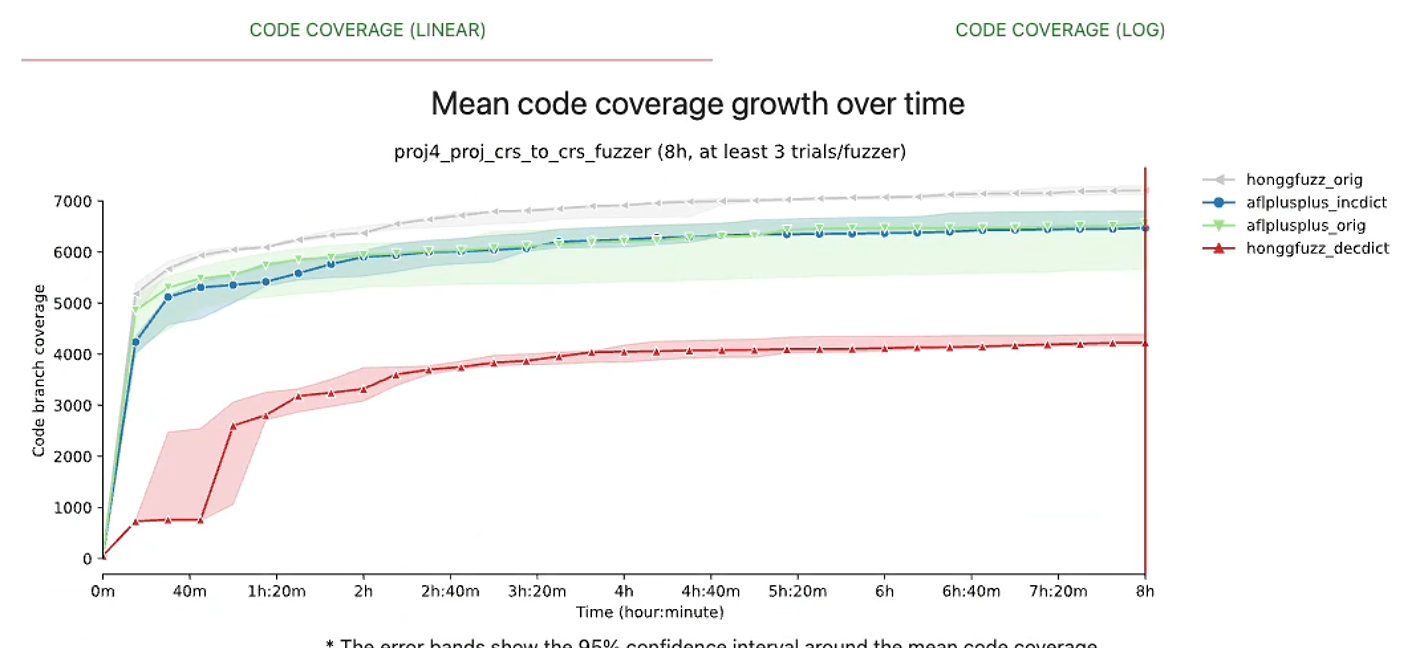 CODE COVERAGE (LINEAR) CODE COVERAGE (LOG)
Mean code coverage growth over time
proj4_proj_crs_to_crs_fuzzer (8h, at least 3 trials/fuzzer)
honggfuzz_orig
aflplusplus_incdict
aflplusplus_orig
honggfuzz_decdict
Code branch coverage
7000
6000
5000
4000
3000
2000
1000
0
0m 40m 1h:20m 2h 2h:40m 3h:20m 4h 4h:40m 5h:20m 6h 6h:40m 7h:20m 8h
Time (hour:minute)
* The error bands show the 95% confidence interval around the mean code coverage